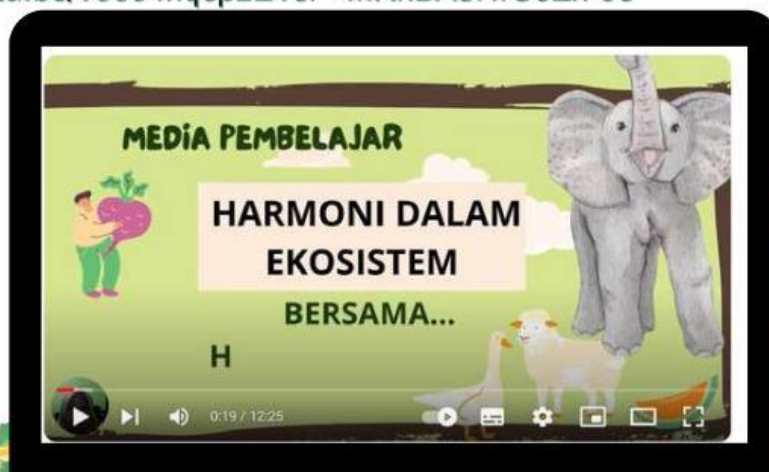 MEDiA PEMBELAJAR
HARMONI DALAM
EKOSISTEM
BERSAMA...
H
0:19 / 12:25